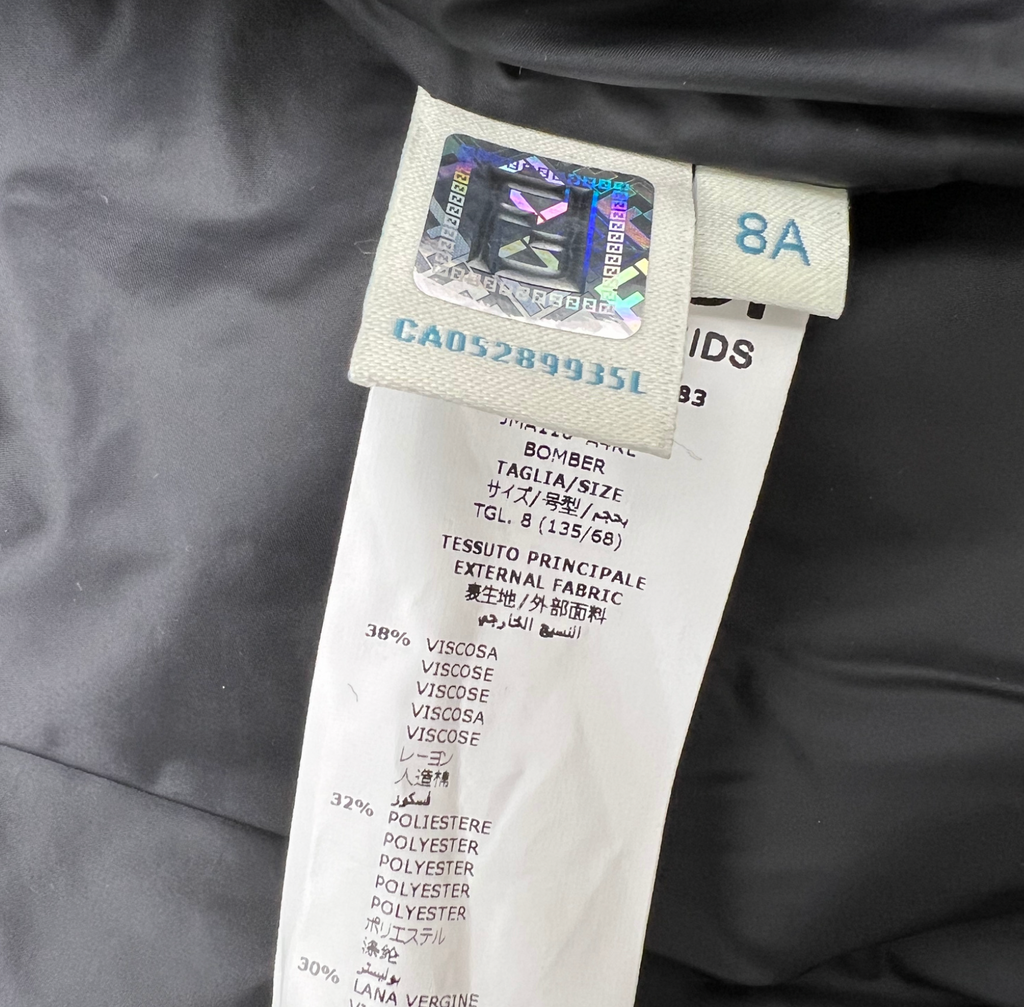 8A
CA05289935L
IDS
83
BOMBER
TAGLIA/SIZE
サイズ/号型/بحجم
TGL. 8 (135/68)
TESSUTO PRINCIPALE
EXTERNAL FABRIC
裹生地/外部面料
النسيج الخارجي
38% VISCOSA
VISCOSE
VISCOSE
VISCOSA
VISCOSE
レーヨン
人造棉
فسكوز
32% POLIESTERE
POLYESTER
POLYESTER
POLYESTER
POLYESTER
ポリエステル
涤纶
بوليستر
30% LANA VERGINE